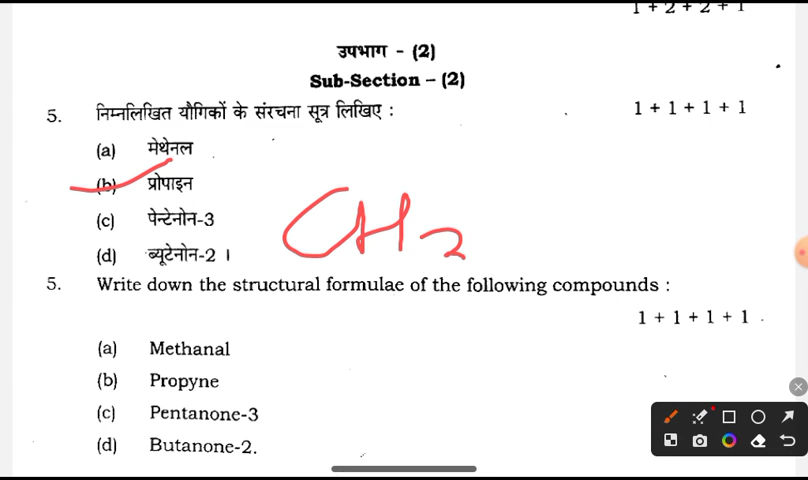 1 + 2 + 2 + 1
उपभाग - (2)
Sub-Section – (2)
5. निम्नलिखित यौगिकों के संरचना सूत्र लिखिए : 1 + 1 + 1 + 1
(a) मेथेनल
(b) प्रोपाइन
(c) पेन्टेनोन-3
(d) ब्यूटेनोन-2 ।
CH2
5. Write down the structural formulae of the following compounds :
1 + 1 + 1 + 1
(a) Methanal
(b) Propyne
(c) Pentanone-3
(d) Butanone-2.